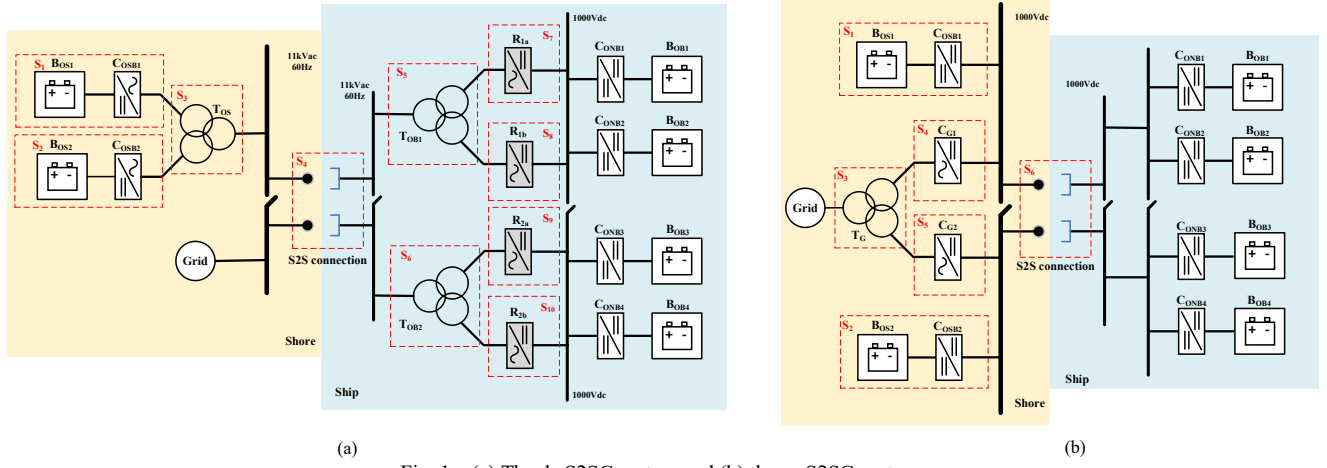 1000Vdc
S7
R1a
CONB1
BOB1
S1
BOS1
COSB1
11kVac
60Hz
11kVac
60Hz
S5
S3
TOS
TOB1
S8
R1b
CONB2
BOB2
S2
BOS2
COSB2
S4
R2a
S9
CONB3
BOB3
Grid
S2S connection
S6
TOB2
R2b
S10
CONB4
BOB4
Shore
Ship
1000Vdc
(a)
1000Vdc
S1
BOS1
COSB1
1000Vdc
CONB1
BOB1
S4
CG1
CONB2
BOB2
S3
S6
Grid
TG
S5
CG2
S2S connection
CONB3
BOB3
CONB4
BOB4
S2
BOS2
COSB2
Shore
Ship
(b)